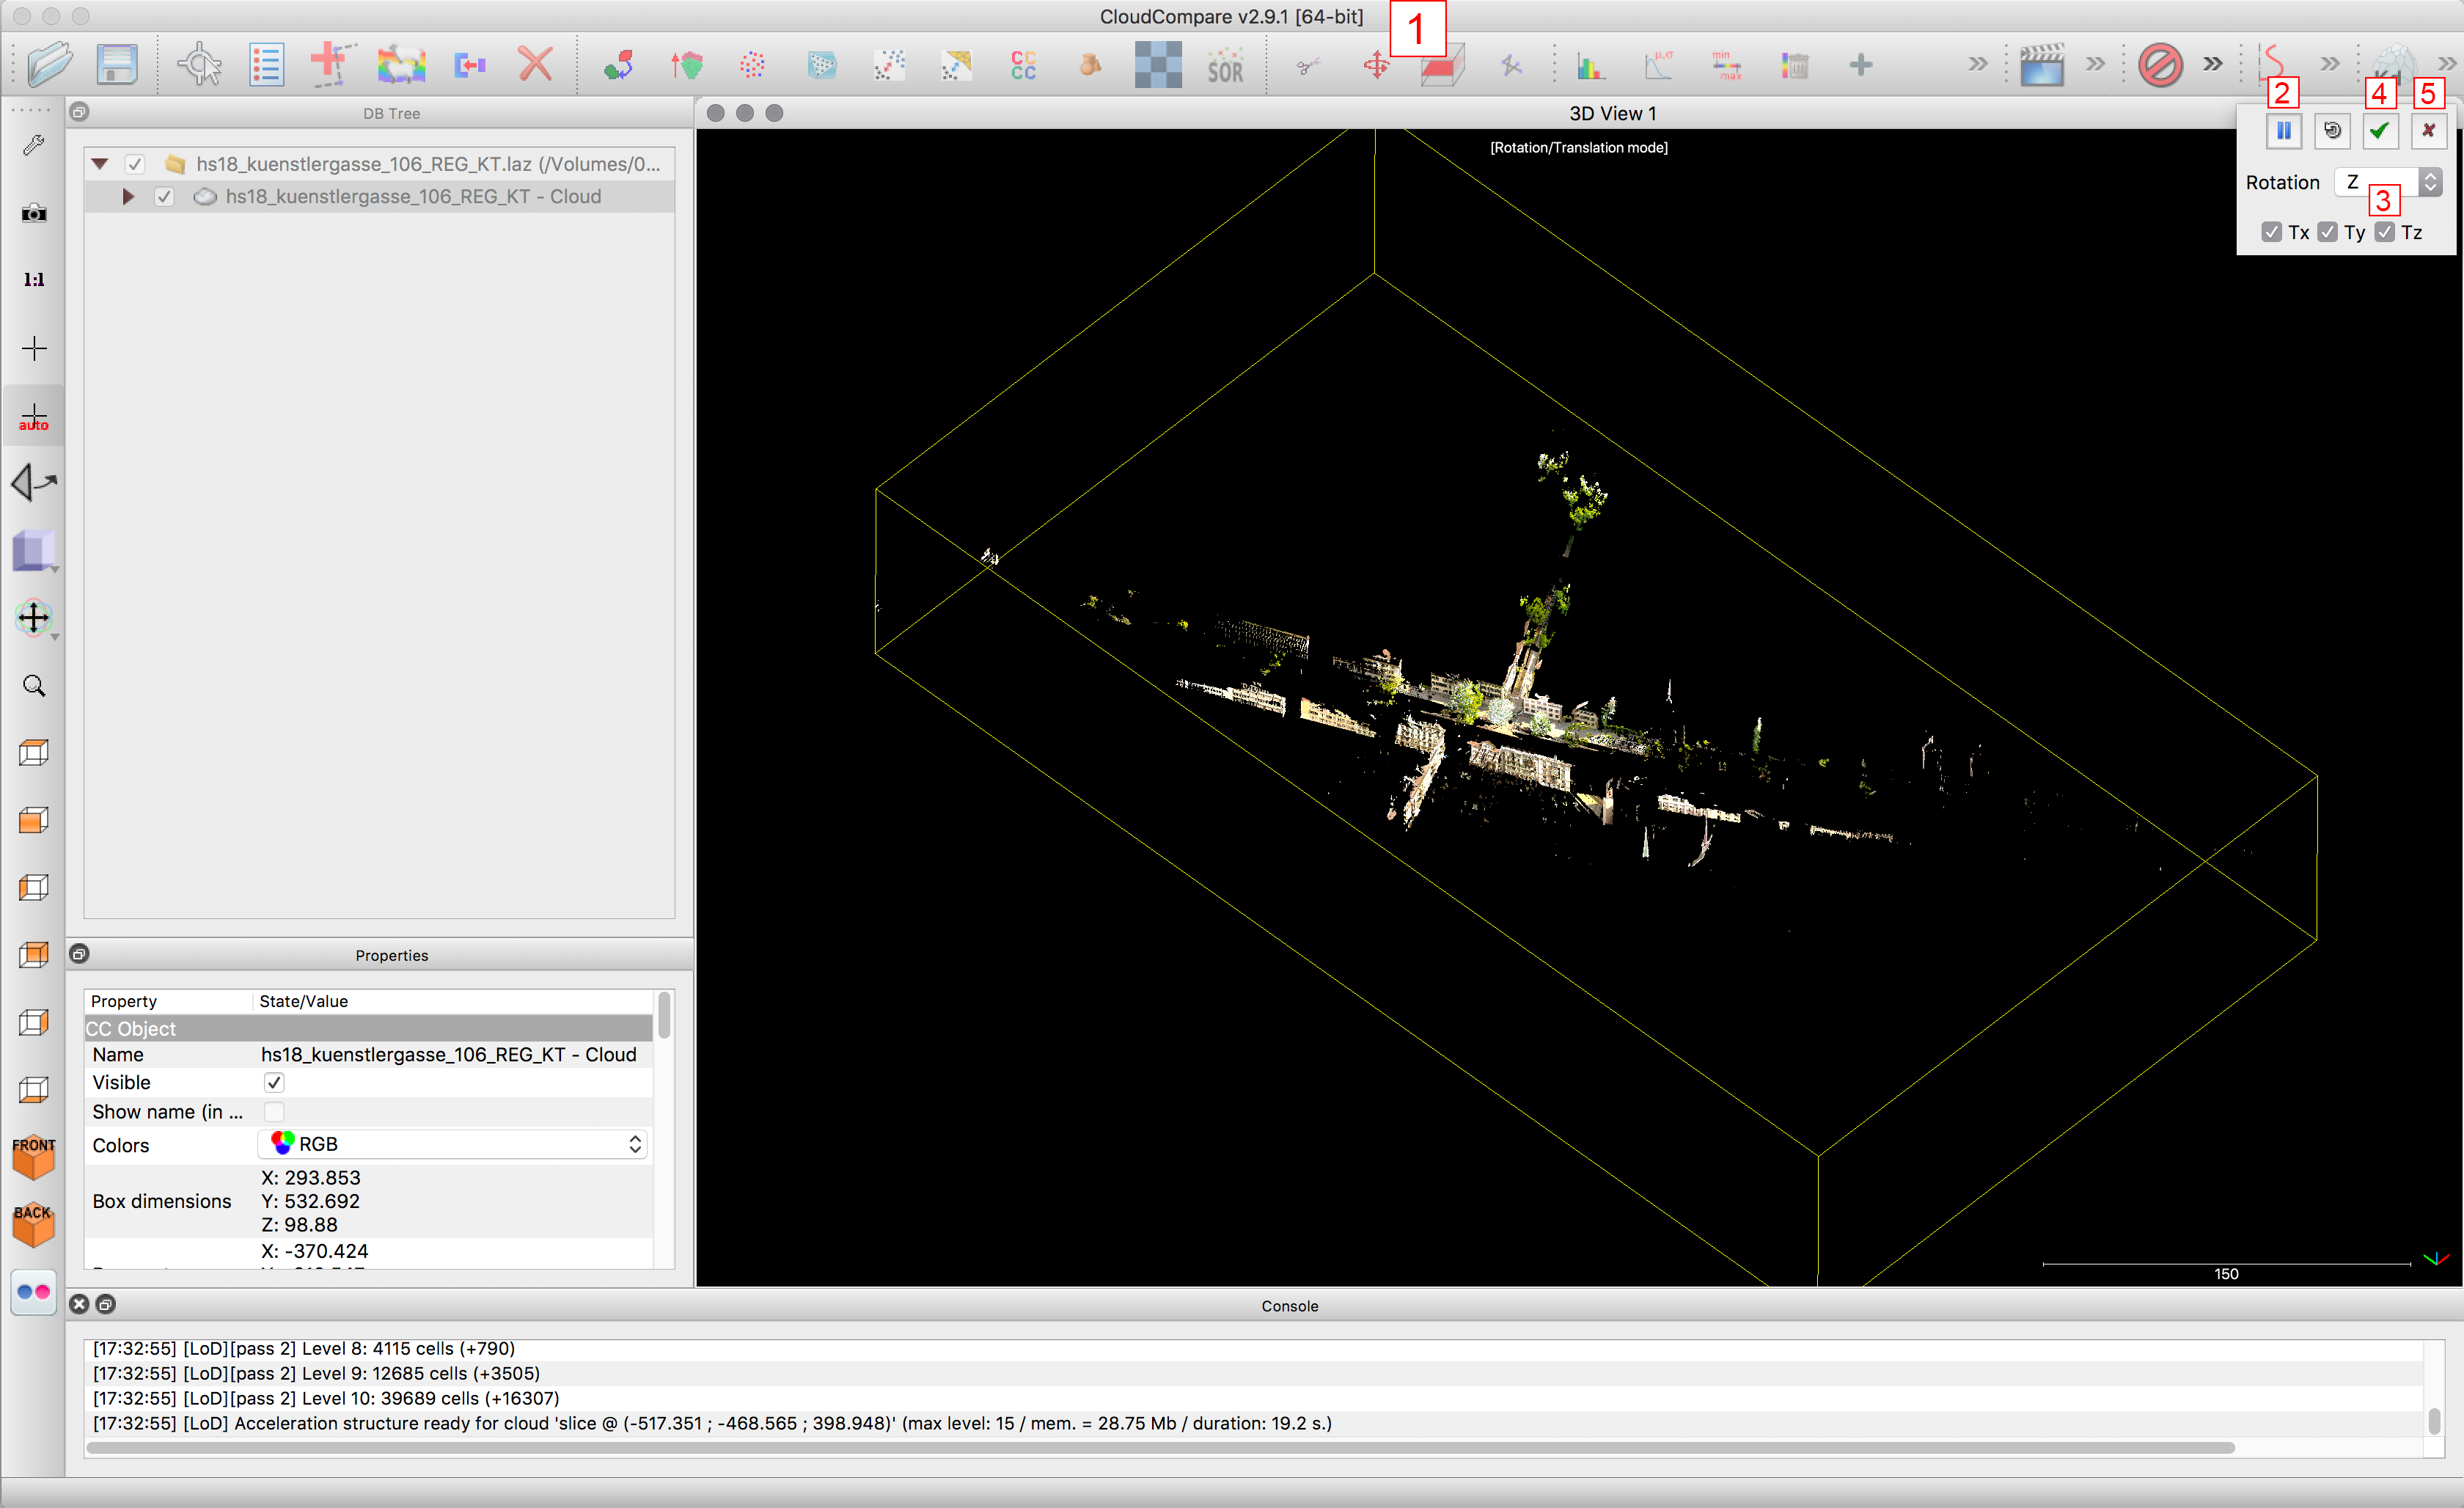 CloudCompare v2.9.1 [64-bit]
1
CC
CC
SOR
μ,σ
min
max
DB Tree
3D View 1
2
4
5
hs18_kuenstlergasse_106_REG_KT.laz (/Volumes/0...
hs18_kuenstlergasse_106_REG_KT - Cloud
[Rotation/Translation mode]
Rotation Z
3
Tx Ty Tz
1:1
auto
FRONT
BACK
Properties
Property State/Value
CC Object
Name hs18_kuenstlergasse_106_REG_KT - Cloud
Visible
Show name (in ...
Colors RGB
Box dimensions
X: 293.853
Y: 532.692
Z: 98.88
X: -370.424
150
Console
[17:32:55] [LoD][pass 2] Level 8: 4115 cells (+790)
[17:32:55] [LoD][pass 2] Level 9: 12685 cells (+3505)
[17:32:55] [LoD][pass 2] Level 10: 39689 cells (+16307)
[17:32:55] [LoD] Acceleration structure ready for cloud 'slice @ (-517.351 ; -468.565 ; 398.948)' (max level: 15 / mem. = 28.75 Mb / duration: 19.2 s.)